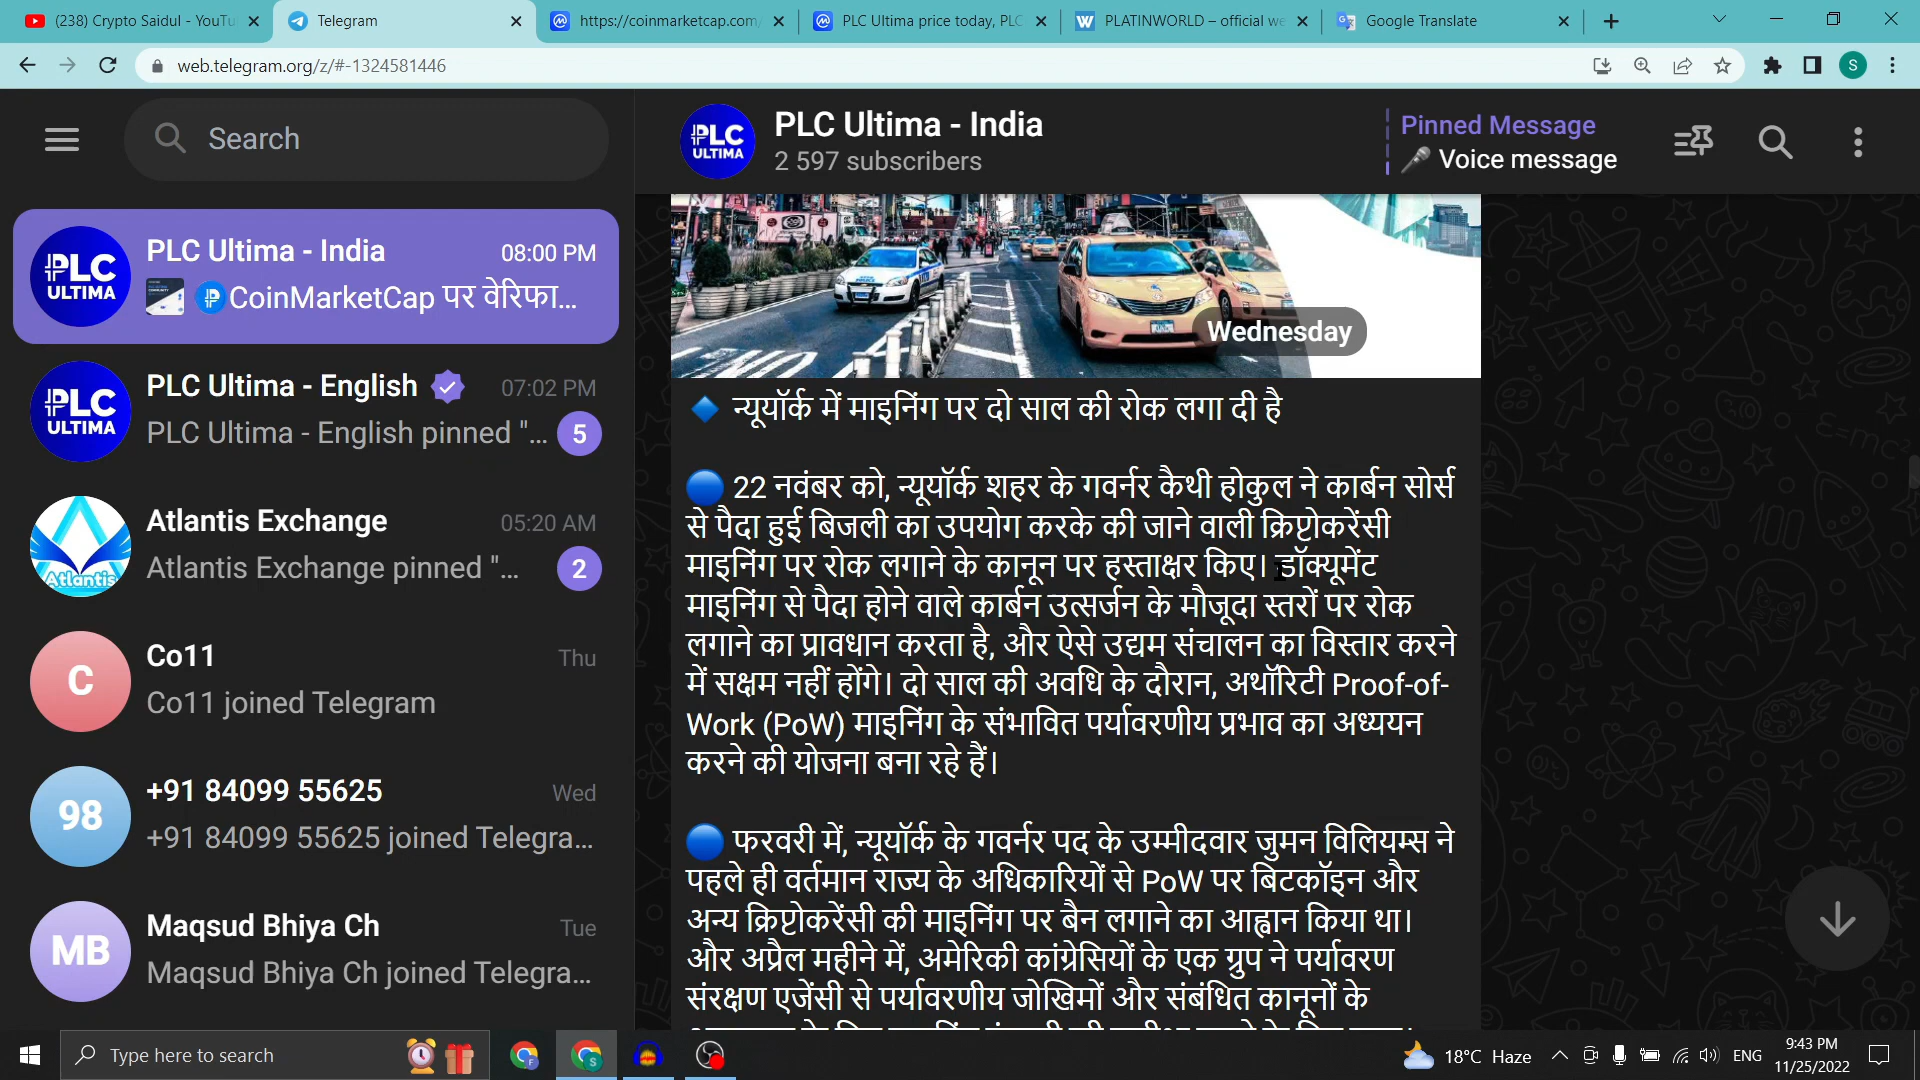 (238) Crypto Saidul - YouTu
Telegram
https://coinmarketcap.com/
PLC Ultima price today, PLC
PLATINWORLD – official we
Google Translate
web.telegram.org/z/#-1324581446
S
Search
PLC ULTIMA
PLC Ultima - India
2 597 subscribers
Pinned Message
Voice message
PLC ULTIMA
PLC Ultima - India
08:00 PM
CoinMarketCap पर वेरिफा...
PLC ULTIMA
PLC Ultima - English
07:02 PM
PLC Ultima - English pinned "...
5
Atlantis
Atlantis Exchange
05:20 AM
Atlantis Exchange pinned "...
2
C
Co11
Thu
Co11 joined Telegram
98
+91 84099 55625
Wed
+91 84099 55625 joined Telegra...
MB
Maqsud Bhiya Ch
Tue
Maqsud Bhiya Ch joined Telegra...
Wednesday
न्यूयॉर्क में माइनिंग पर दो साल की रोक लगा दी है
22 नवंबर को, न्यूयॉर्क शहर के गवर्नर कैथी होकुल ने कार्बन सोर्स
से पैदा हुई बिजली का उपयोग करके की जाने वाली क्रिप्टोकरेंसी
माइनिंग पर रोक लगाने के कानून पर हस्ताक्षर किए। डॉक्यूमेंट
माइनिंग से पैदा होने वाले कार्बन उत्सर्जन के मौजूदा स्तरों पर रोक
लगाने का प्रावधान करता है, और ऐसे उद्यम संचालन का विस्तार करने
में सक्षम नहीं होंगे। दो साल की अवधि के दौरान, अथॉरिटी Proof-of-
Work (PoW) माइनिंग के संभावित पर्यावरणीय प्रभाव का अध्ययन
करने की योजना बना रहे हैं।
फरवरी में, न्यूयॉर्क के गवर्नर पद के उम्मीदवार जुमन विलियम्स ने
पहले ही वर्तमान राज्य के अधिकारियों से PoW पर बिटकॉइन और
अन्य क्रिप्टोकरेंसी की माइनिंग पर बैन लगाने का आह्वान किया था।
और अप्रैल महीने में, अमेरिकी कांग्रेसियों के एक ग्रुप ने पर्यावरण
संरक्षण एजेंसी से पर्यावरणीय जोखिमों और संबंधित कानूनों के
Type here to search
18°C Haze
ENG
9:43 PM
11/25/2022